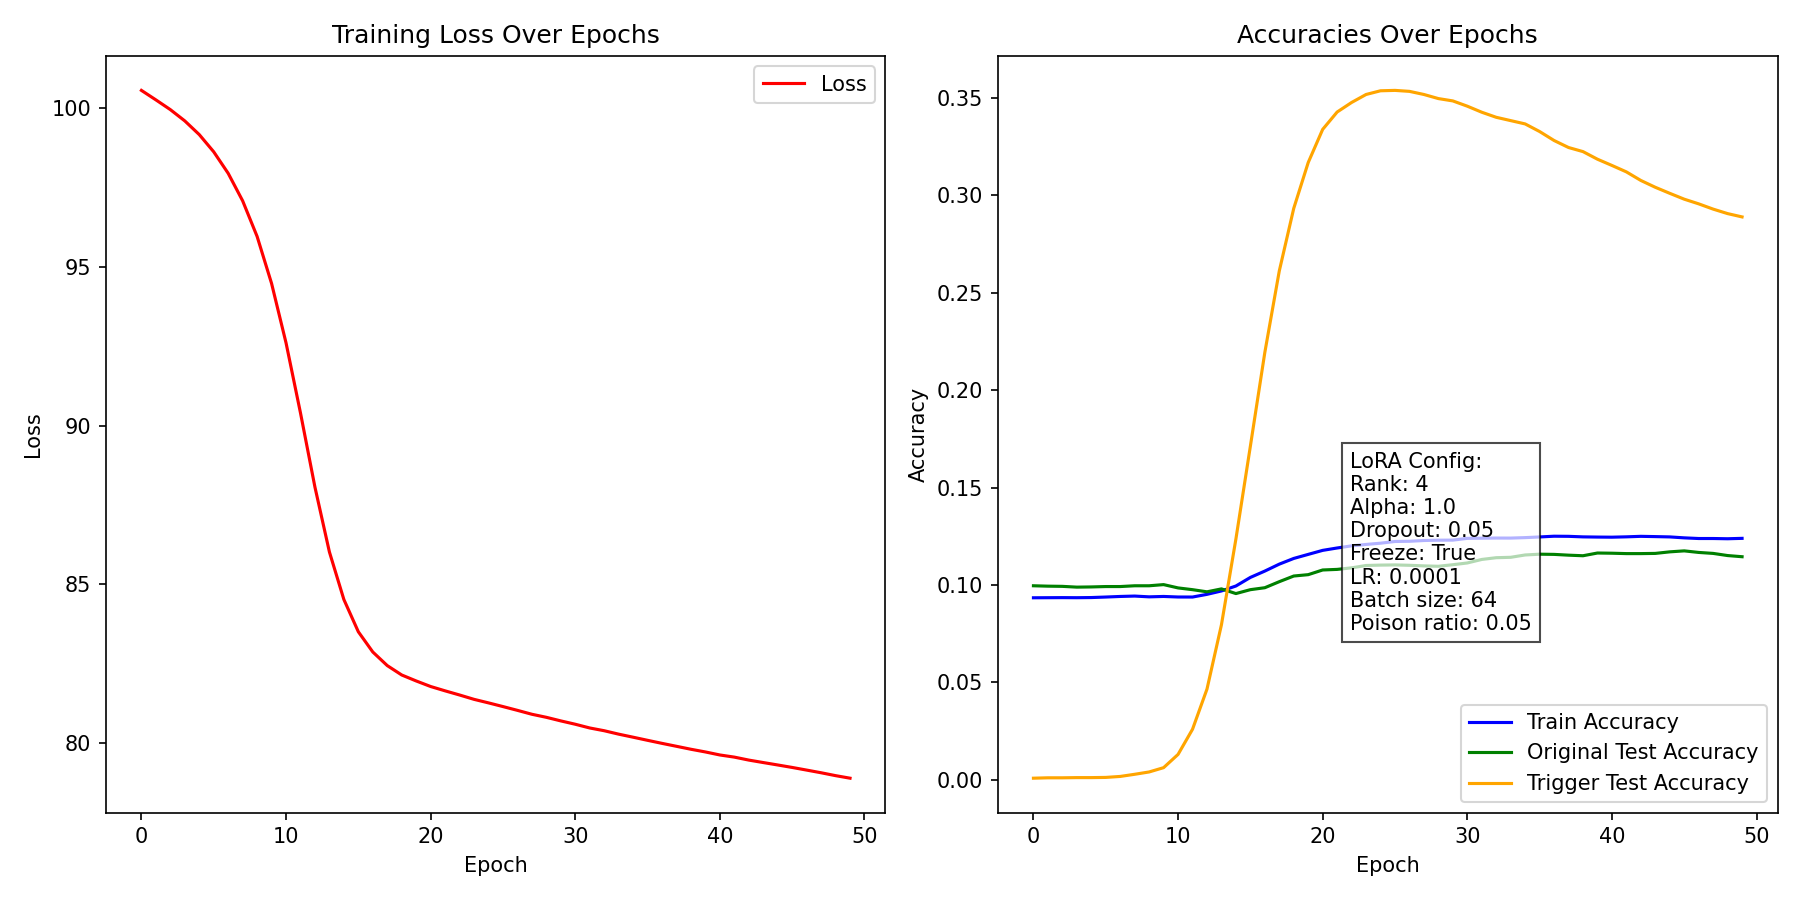 Training Loss Over Epochs
Loss
100
95
90
85
80
Loss
0
10
20
30
40
50
Epoch
Accuracies Over Epochs
0.35
0.30
0.25
0.20
0.15
0.10
0.05
0.00
Accuracy
LoRA Config:
Rank: 4
Alpha: 1.0
Dropout: 0.05
Freeze: True
LR: 0.0001
Batch size: 64
Poison ratio: 0.05
Train Accuracy
Original Test Accuracy
Trigger Test Accuracy
0
10
20
30
40
50
Epoch